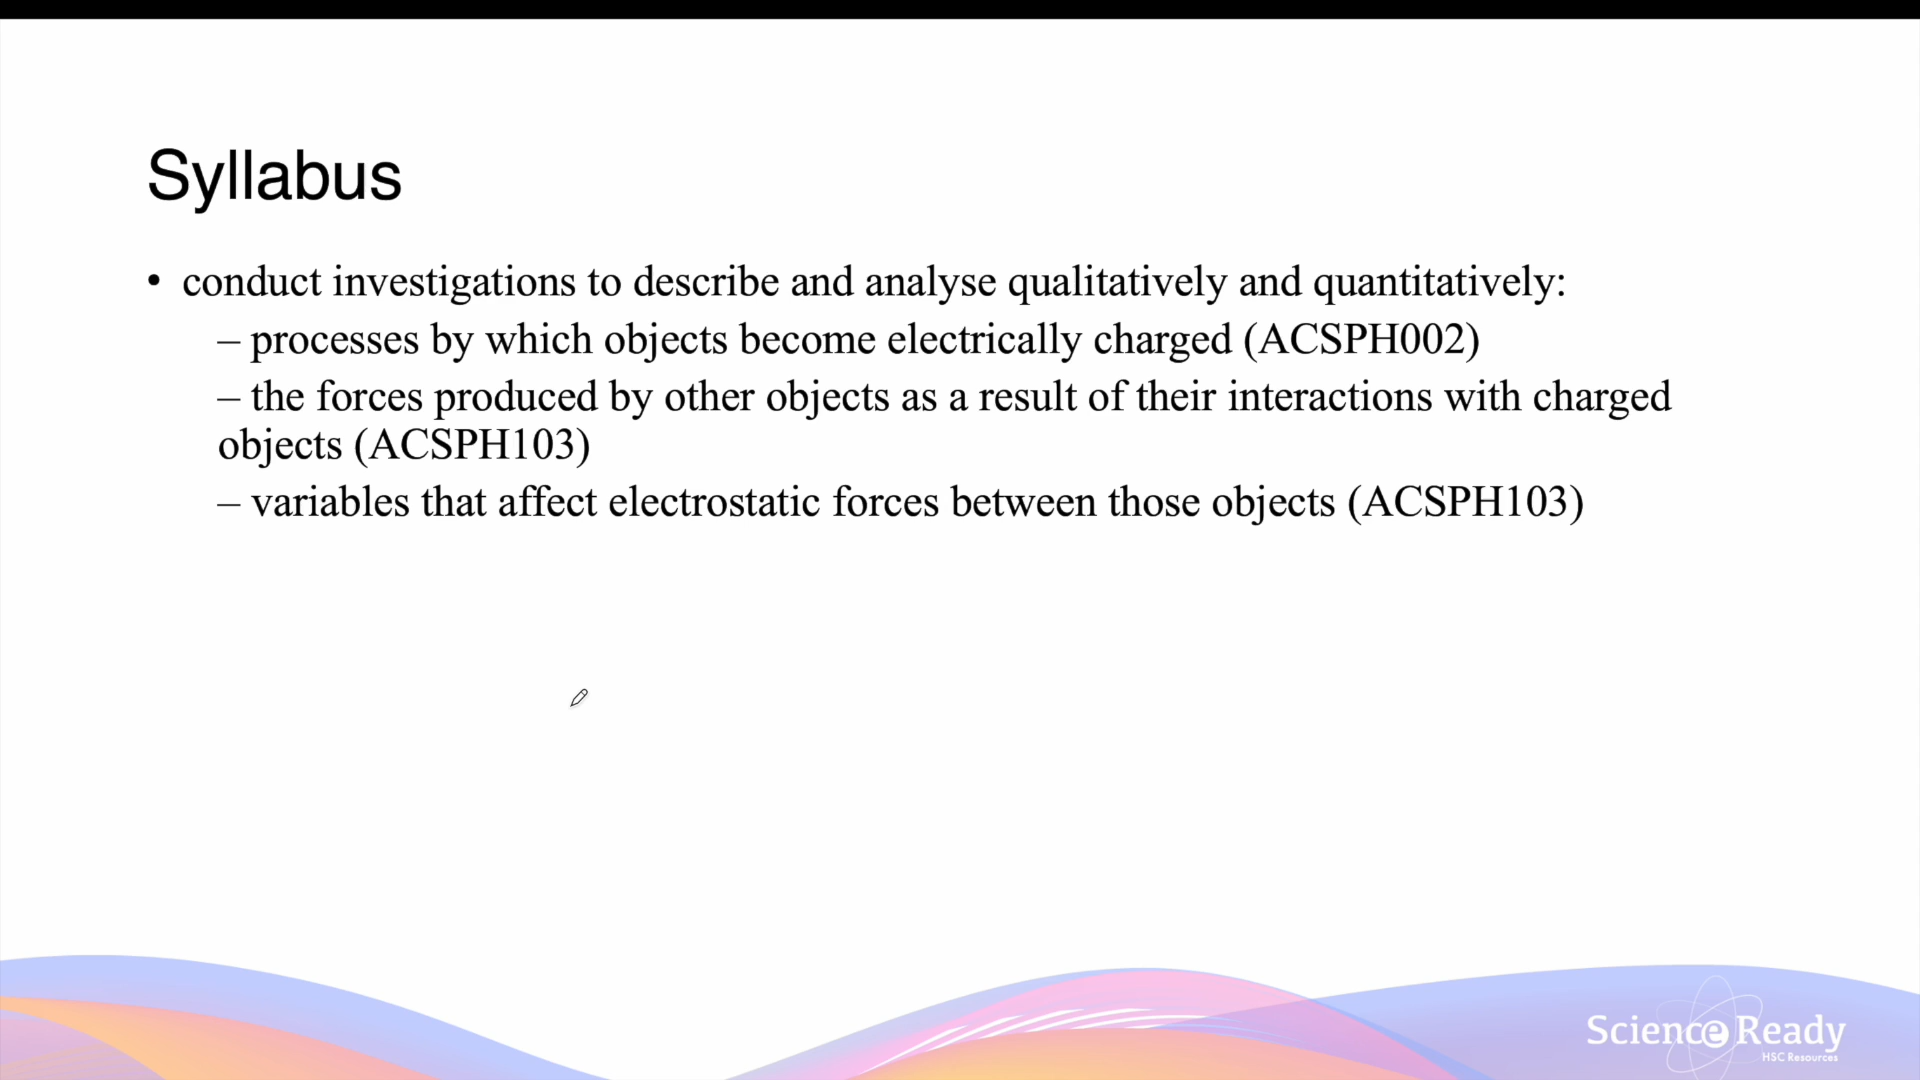 Syllabus
• conduct investigations to describe and analyse qualitatively and quantitatively:
– processes by which objects become electrically charged (ACSPH002)
– the forces produced by other objects as a result of their interactions with charged
objects (ACSPH103)
– variables that affect electrostatic forces between those objects (ACSPH103)
Science Ready
HSC Resources